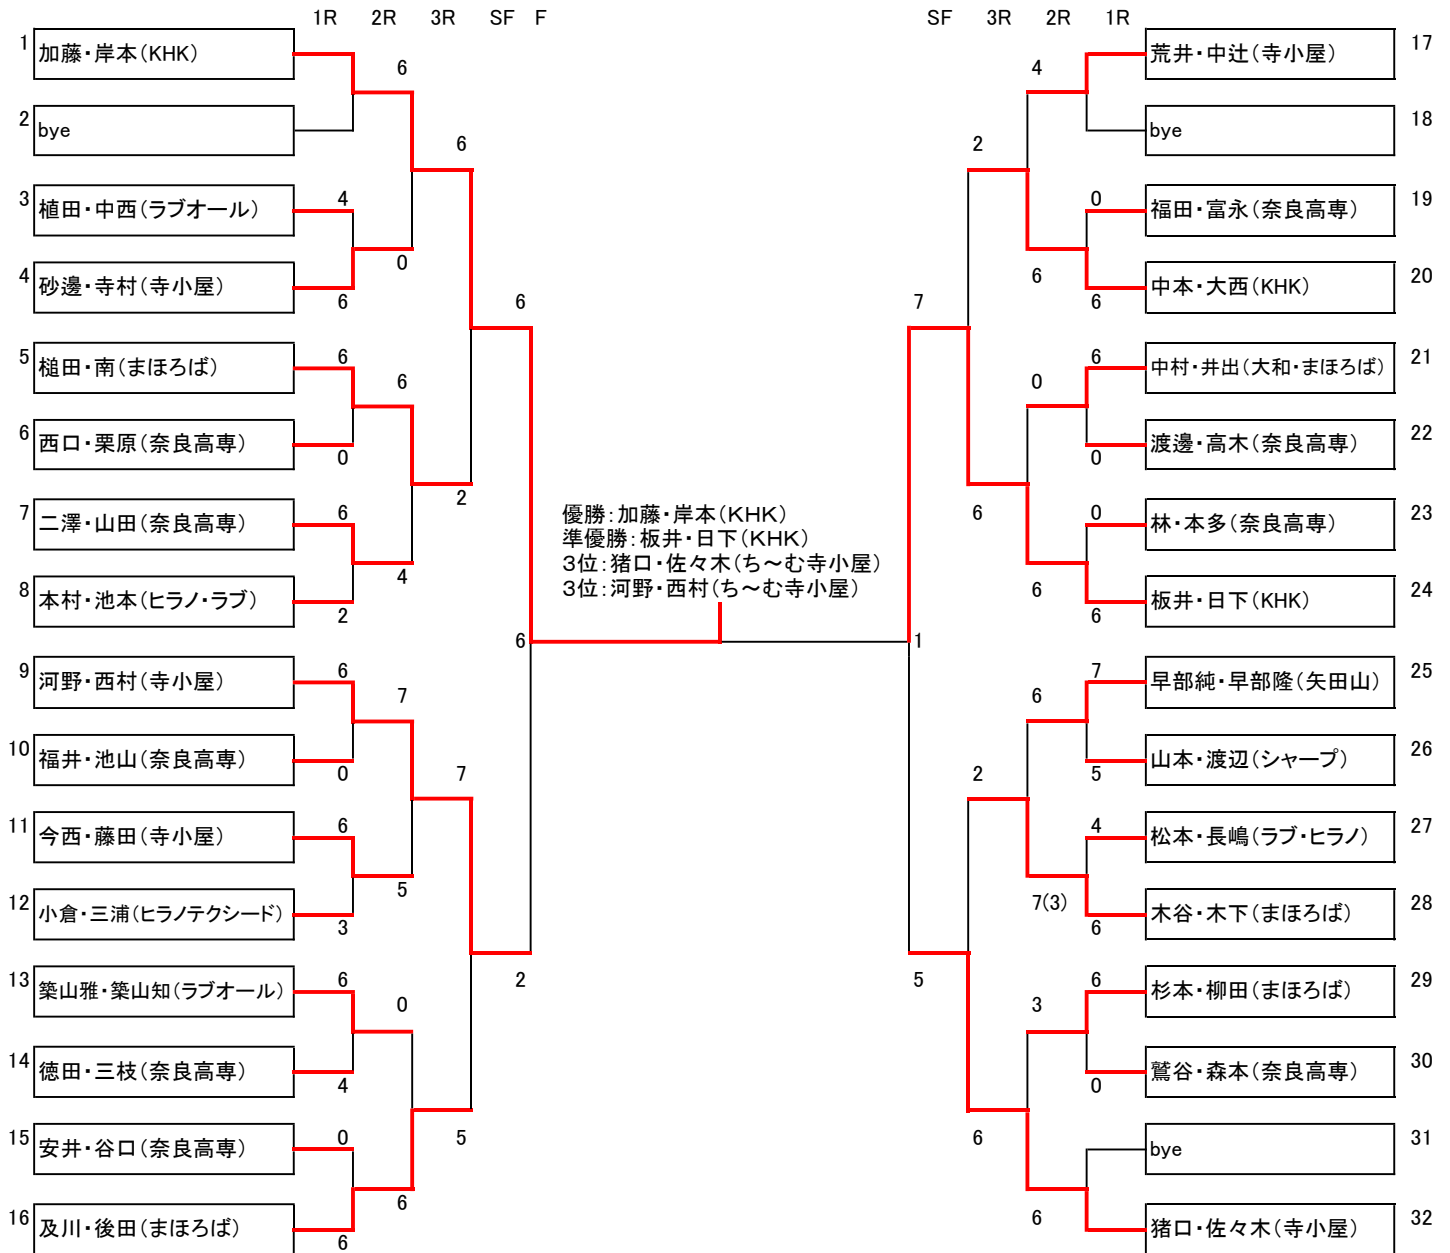 1R 2R 3R SF F SF 3R 2R 1R
1 加藤・岸本(KHK) 6 4 荒井・中辻(寺小屋) 17
2 bye 6 2 bye 18
3 植田・中西(ラブオール) 4 0 福田・富永(奈良高専) 19
4 砂邊・寺村(寺小屋) 6 0 6 6 中本・大西(KHK) 20
6 7
5 槌田・南(まほろば) 6 6 0 6 中村・井出(大和・まほろば) 21
6 西口・栗原(奈良高専) 0 0 渡邊・高木(奈良高専) 22
7 二澤・山田(奈良高専) 6 2 6 0 林・本多(奈良高専) 23
8 本村・池本(ヒラノ・ラブ) 2 4 6 6 板井・日下(KHK) 24
優勝:加藤・岸本(KHK)
準優勝:板井・日下(KHK)
3位:猪口・佐々木(ち～む寺小屋)
3位:河野・西村(ち～む寺小屋)
6 1
9 河野・西村(寺小屋) 6 7 6 7 早部純・早部隆(矢田山) 25
10 福井・池山(奈良高専) 0 7 2 5 山本・渡辺(シャープ) 26
11 今西・藤田(寺小屋) 6 4 松本・長嶋(ラブ・ヒラノ) 27
12 小倉・三浦(ヒラノテクシード) 3 5 7(3) 6 木谷・木下(まほろば) 28
2 5
13 築山雅・築山知(ラブオール) 6 0 3 6 杉本・柳田(まほろば) 29
14 徳田・三枝(奈良高専) 4 0 鷲谷・森本(奈良高専) 30
15 安井・谷口(奈良高専) 0 5 6 bye 31
16 及川・後田(まほろば) 6 6 6 猪口・佐々木(寺小屋) 32